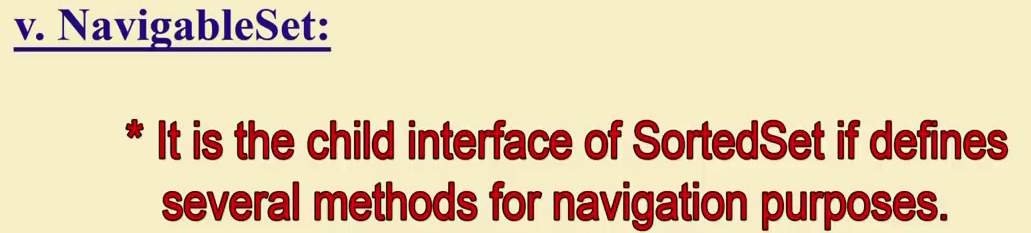 v. NavigableSet:
* It is the child interface of SortedSet if defines
several methods for navigation purposes.